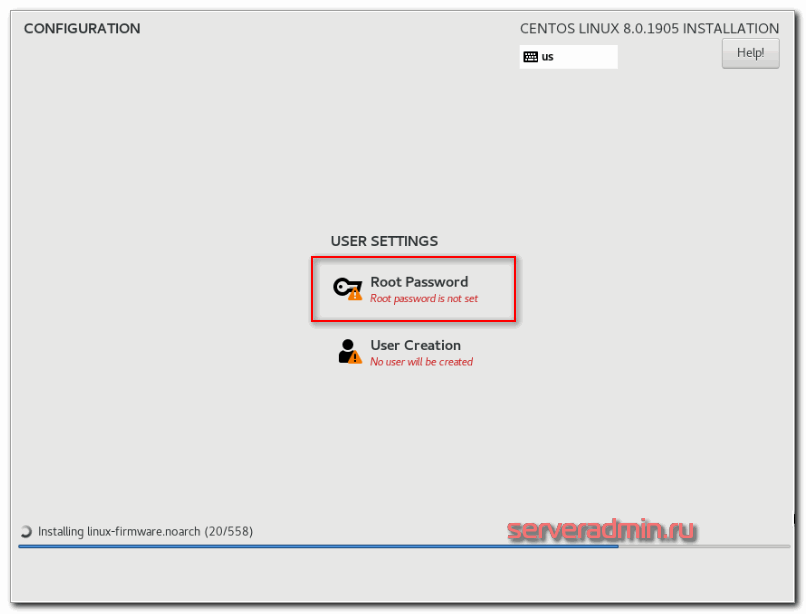 CONFIGURATION
CENTOS LINUX 8.0.1905 INSTALLATION
us
Help!
USER SETTINGS
Root Password
Root password is not set
User Creation
No user will be created
Installing linux-firmware.noarch (20/558)
serveradmin.ru